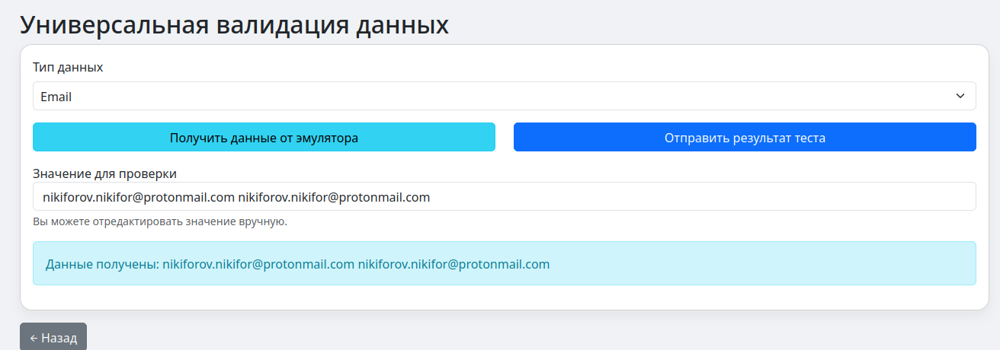 Универсальная валидация данных
Тип данных
Email
Получить данные от эмулятора
Отправить результат теста
Значение для проверки
nikiforov.nikifor@protonmail.com nikiforov.nikifor@protonmail.com
Вы можете отредактировать значение вручную.
Данные получены: nikiforov.nikifor@protonmail.com nikiforov.nikifor@protonmail.com
← Назад